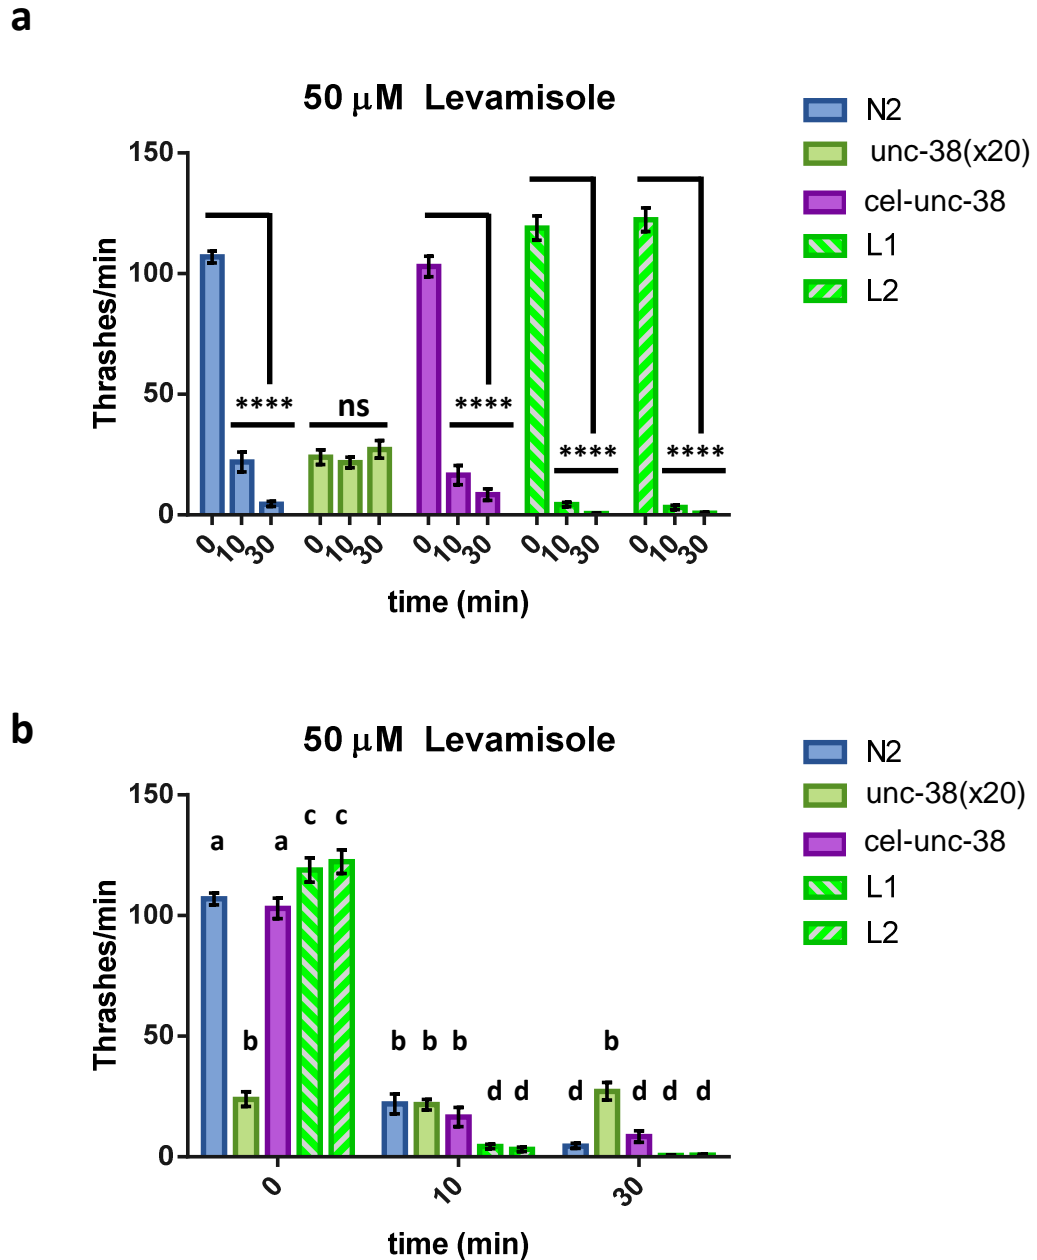 a
50 μM Levamisole
N2
unc-38(x20)
cel-unc-38
L1
L2
Thrashes/min
150
100
50
0
**** ns **** **** ****
0 10 30 0 10 30 0 10 30 0 10 30 0 10 30
time (min)
b
50 μM Levamisole
N2
unc-38(x20)
cel-unc-38
L1
L2
Thrashes/min
150
100
50
0
a b a c c
b b b d d
d b d d d
0 10 30
time (min)